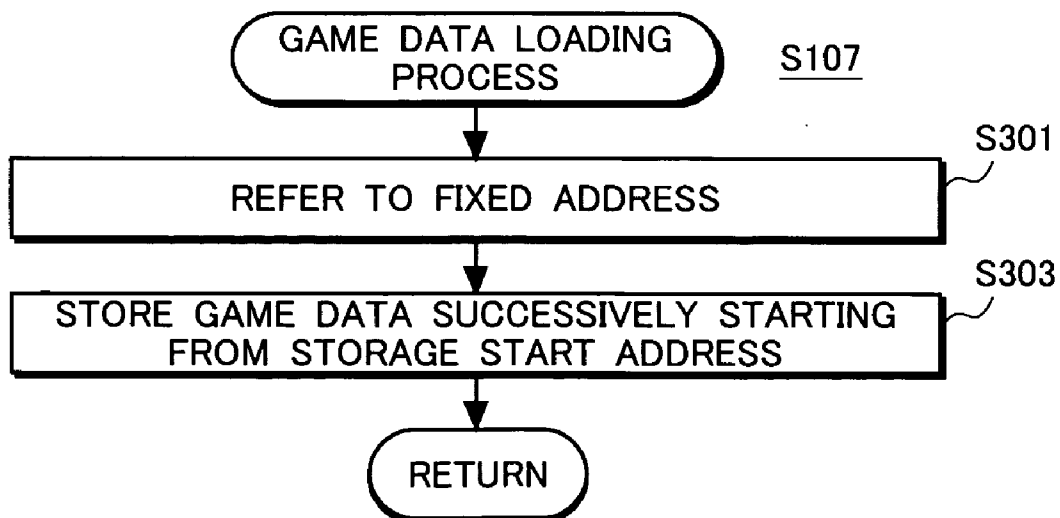 GAME DATA LOADING
PROCESS
S107
S301
REFER TO FIXED ADDRESS
S303
STORE GAME DATA SUCCESSIVELY STARTING
FROM STORAGE START ADDRESS
RETURN